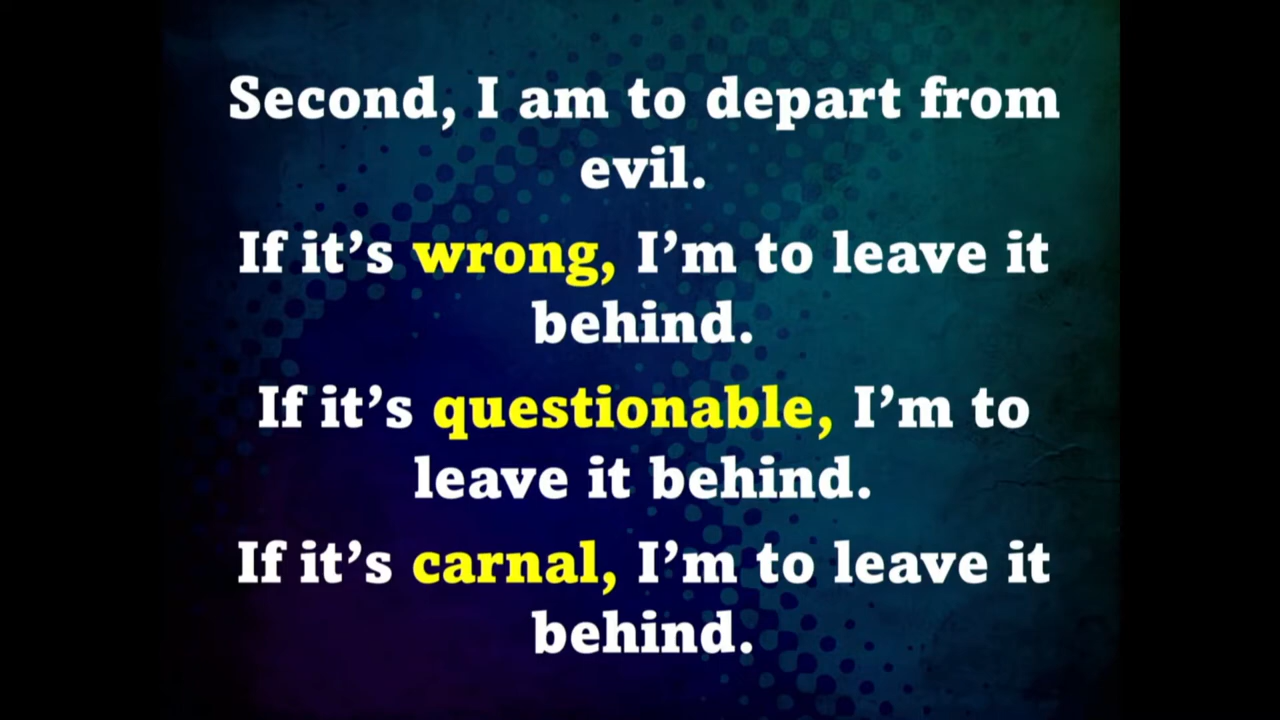 Second, I am to depart from
evil.
If it’s wrong, I’m to leave it
behind.
If it’s questionable, I’m to
leave it behind.
If it’s carnal, I’m to leave it
behind.